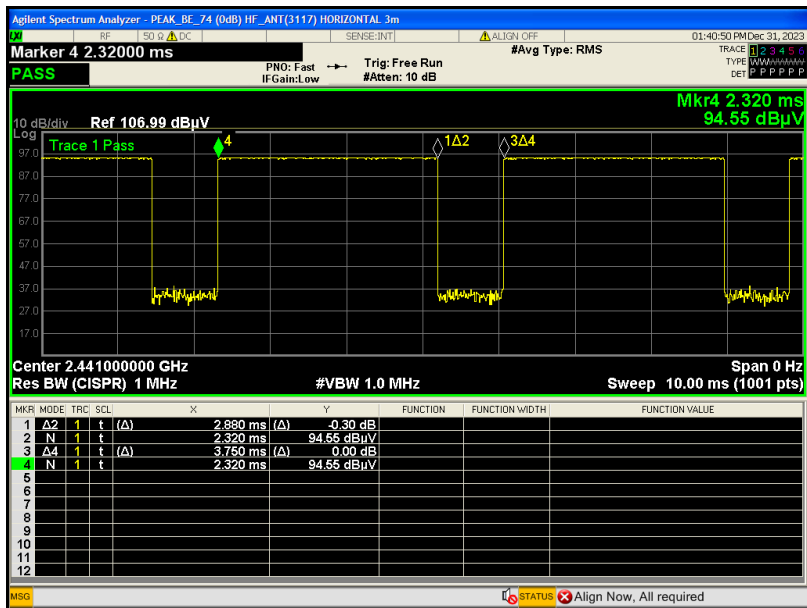 Agilent Spectrum Analyzer - PEAK_BE_74 (0dB) HF_ANT(3117) HORIZONTAL 3m
LXI RF 50 Ω DC SENSE:INT ALIGN OFF 01:40:50 PM Dec 31, 2023
Marker 4 2.32000 ms #Avg Type: RMS TRACE 1 2 3 4 5 6
PNO: Fast Trig: Free Run TYPE WWWWWW
PASS IFGain:Low #Atten: 10 dB DET P P P P P P
Mkr4 2.320 ms
10 dB/div Ref 106.99 dBµV 94.55 dBµV
Log
Trace 1 Pass 4 1Δ2 3Δ4
97.0
87.0
77.0
67.0
57.0
47.0
37.0
27.0
17.0
Center 2.441000000 GHz Span 0 Hz
Res BW (CISPR) 1 MHz #VBW 1.0 MHz Sweep 10.00 ms (1001 pts)
MKR MODE TRC SCL X Y FUNCTION FUNCTION WIDTH FUNCTION VALUE
1 Δ2 1 t (Δ) 2.880 ms (Δ) -0.30 dB
2 N 1 t 2.320 ms 94.55 dBµV
3 Δ4 1 t (Δ) 3.750 ms (Δ) 0.00 dB
4 N 1 t 2.320 ms 94.55 dBµV
5
6
7
8
9
10
11
12
MSG STATUS Align Now, All required